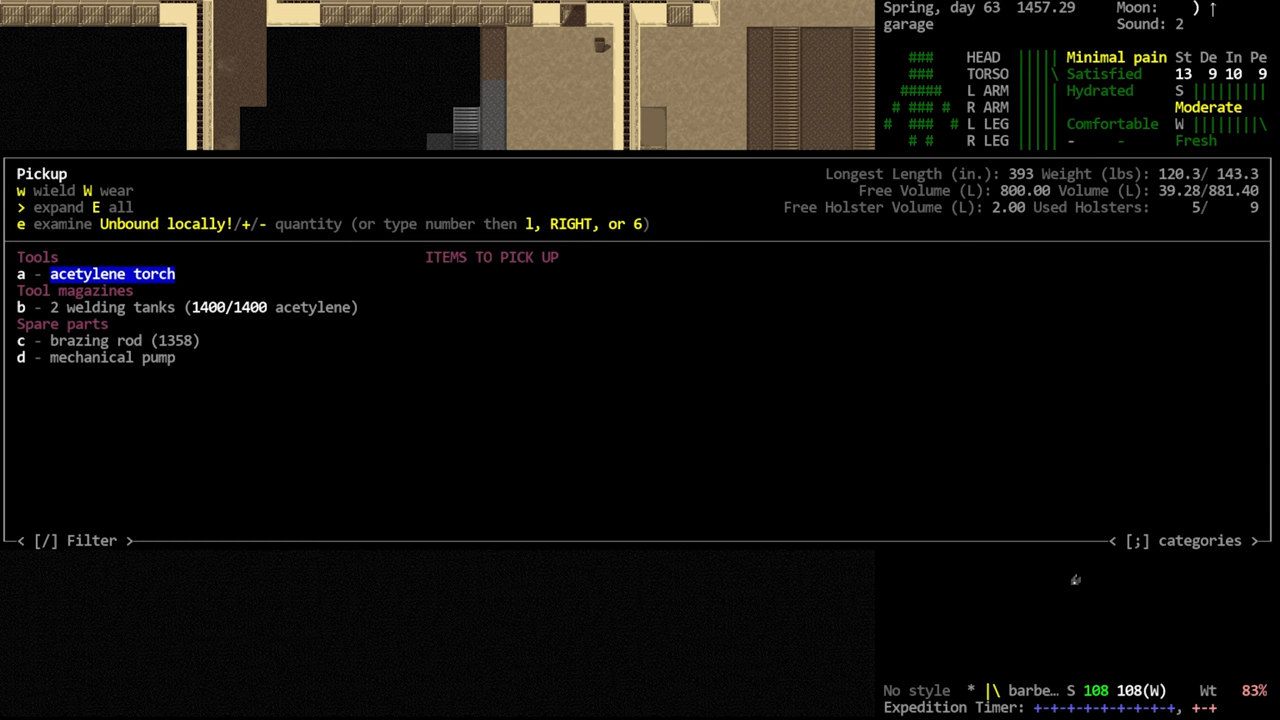 Spring, day 63 1457.29 Moon: ) ↑
garage Sound: 2
### HEAD ||||| Minimal pain St De In Pe
### TORSO ||||\ Satisfied 13 9 10 9
##### L ARM ||||| Hydrated S |||||||||
# ### # R ARM ||||| Moderate
# ### # L LEG ||||| Comfortable W ||||||||\
# # R LEG ||||| - - Fresh
Pickup Longest Length (in.): 393 Weight (lbs): 120.3/ 143.3
w wield W wear Free Volume (L): 800.00 Volume (L): 39.28/881.40
> expand E all Free Holster Volume (L): 2.00 Used Holsters: 5/ 9
e examine Unbound locally!/+/- quantity (or type number then l, RIGHT, or 6)
Tools ITEMS TO PICK UP
a - acetylene torch
Tool magazines
b - 2 welding tanks (1400/1400 acetylene)
Spare parts
c - brazing rod (1358)
d - mechanical pump
< [/] Filter > < [;] categories >
No style * |\ barbe… S 108 108(W) Wt 83%
Expedition Timer: +-+-+-+-+-+-+-+-+, +-+